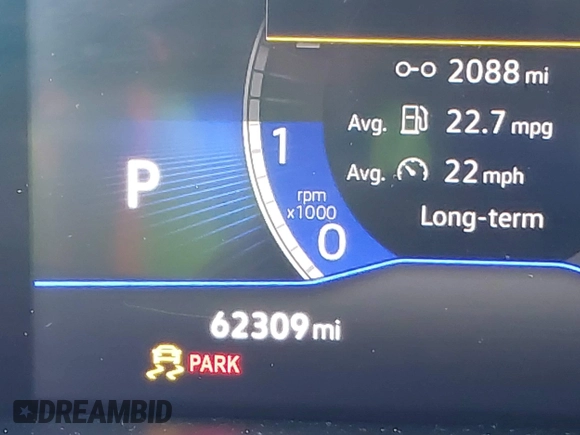 2088 mi
Avg. 22.7 mpg
Avg. 22 mph
Long-term
P
1
rpm
x1000
0
62309 mi
PARK
DREAMBID